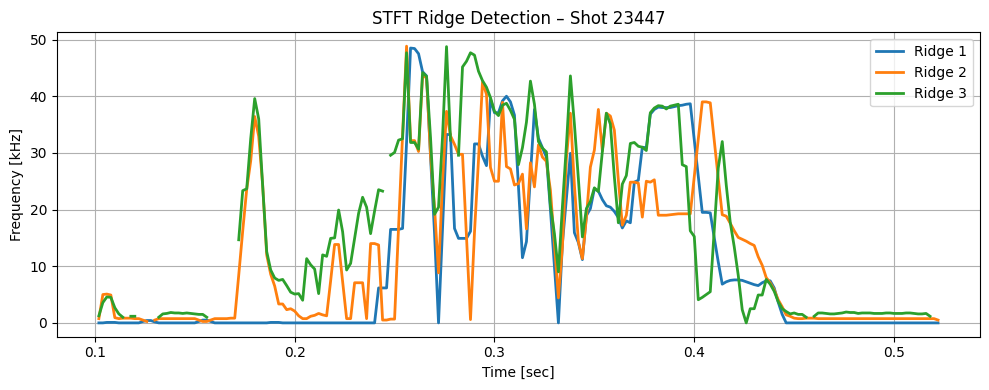 STFT Ridge Detection – Shot 23447
Frequency [kHz]
50
40
30
20
10
0
Ridge 1
Ridge 2
Ridge 3
0.1
0.2
0.3
0.4
0.5
Time [sec]